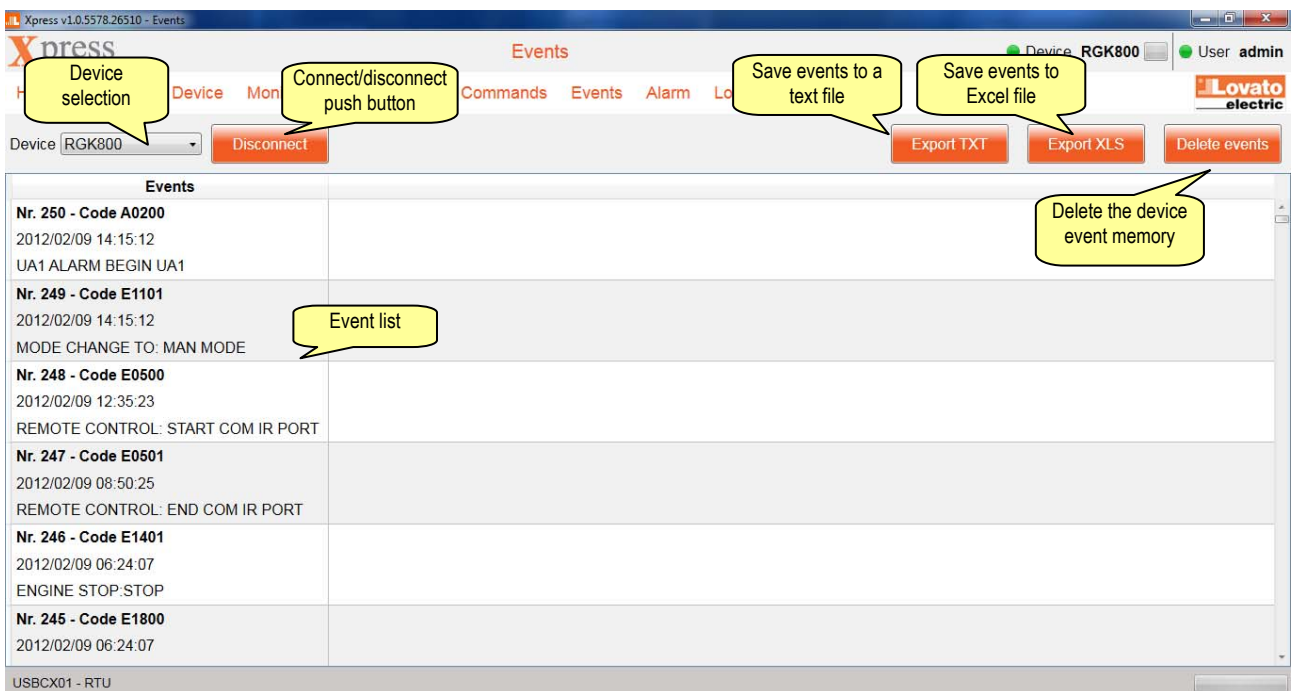 Xpress v1.0.5578.26510 - Events
Xpress
Events
Device RGK800
User admin
Device
selection
Connect/disconnect
push button
Save events to a
text file
Save events to
Excel file
H
Device
Mon
Commands
Events
Alarm
Lo
Lovato
electric
Device RGK800
Disconnect
Export TXT
Export XLS
Delete events
Events
Delete the device
event memory
Nr. 250 - Code A0200
2012/02/09 14:15:12
UA1 ALARM BEGIN UA1
Nr. 249 - Code E1101
2012/02/09 14:15:12
MODE CHANGE TO: MAN MODE
Event list
Nr. 248 - Code E0500
2012/02/09 12:35:23
REMOTE CONTROL: START COM IR PORT
Nr. 247 - Code E0501
2012/02/09 08:50:25
REMOTE CONTROL: END COM IR PORT
Nr. 246 - Code E1401
2012/02/09 06:24:07
ENGINE STOP:STOP
Nr. 245 - Code E1800
2012/02/09 06:24:07
USBCX01 - RTU